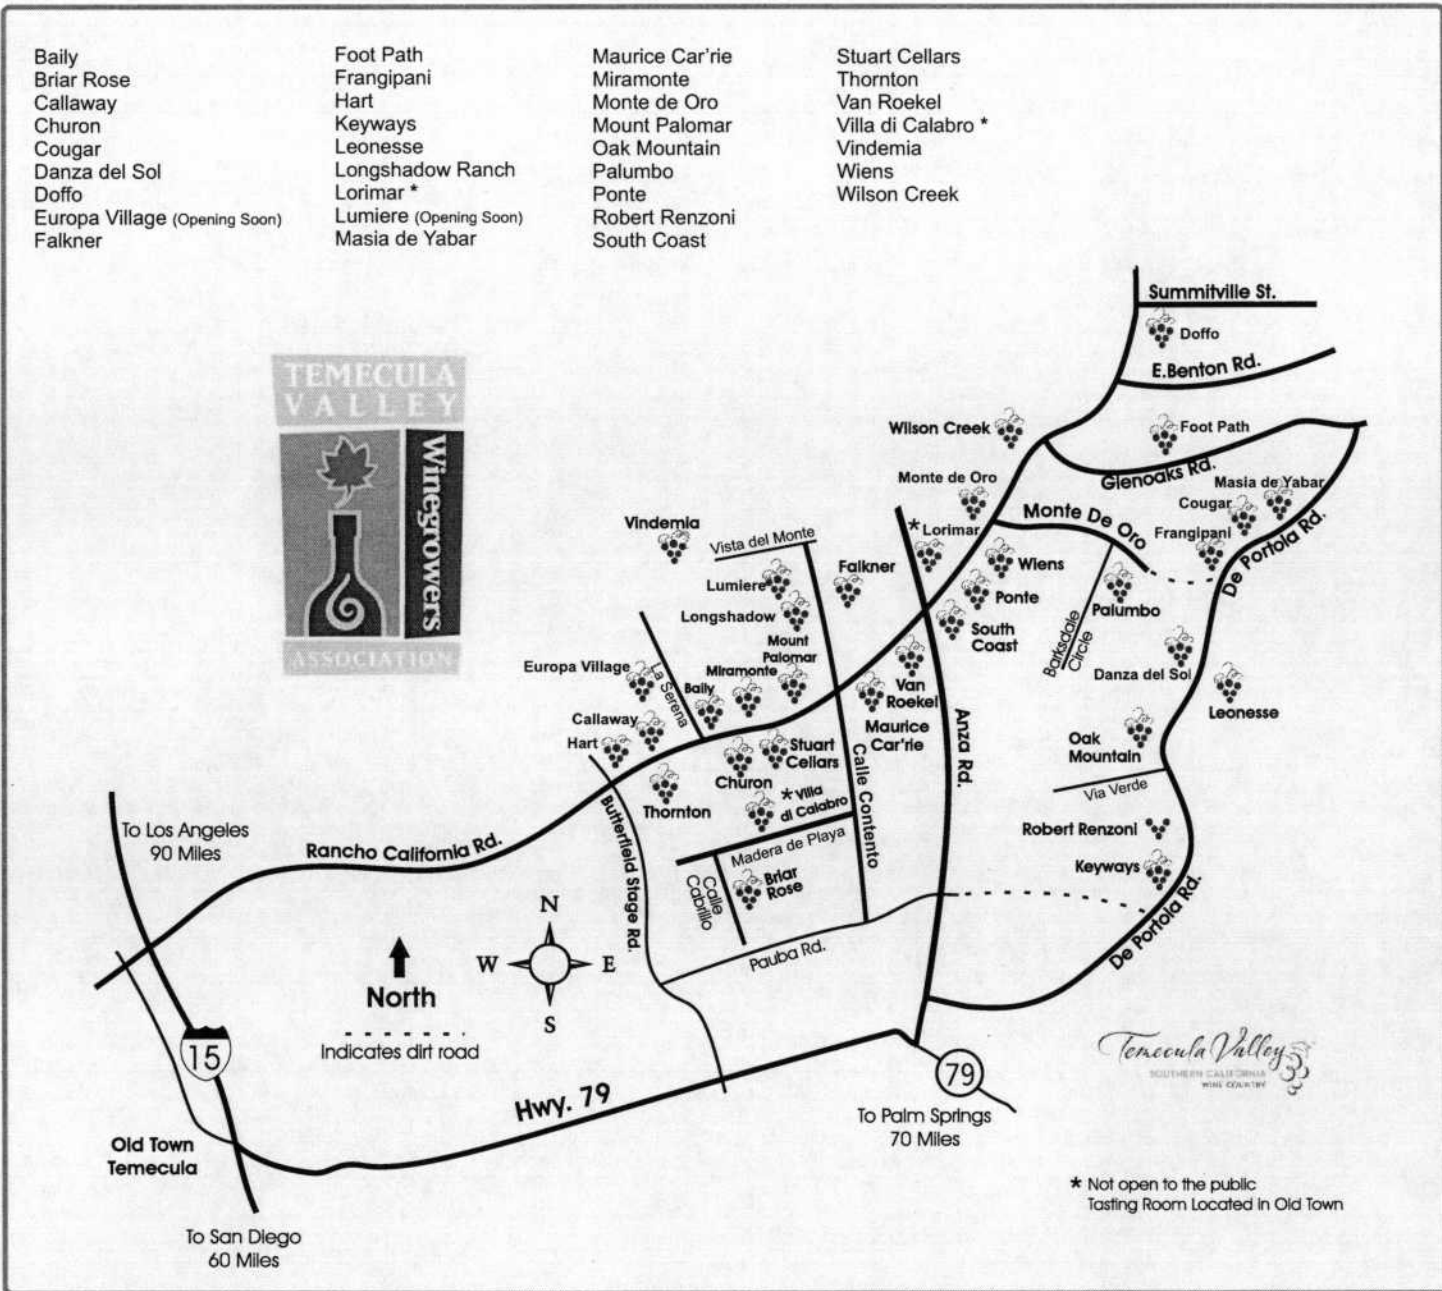 Baily
Briar Rose
Callaway
Churon
Cougar
Danza del Sol
Doffo
Europa Village (Opening Soon)
Falkner
Foot Path
Frangipani
Hart
Keyways
Leonesse
Longshadow Ranch
Lorimar *
Lumiere (Opening Soon)
Masia de Yabar
Maurice Car'rie
Miramonte
Monte de Oro
Mount Palomar
Oak Mountain
Palumbo
Ponte
Robert Renzoni
South Coast
Stuart Cellars
Thornton
Van Roekel
Villa di Calabro *
Vindemia
Wiens
Wilson Creek
Summitville St.
Doffo
E.Benton Rd.
TEMECULA
VALLEY
Winegrowers
ASSOCIATION
Wilson Creek
Foot Path
Glenoaks Rd.
Monte de Oro
Masia de Yabar
Cougar
Monte De Oro
Frangipani
De Portola Rd.
Vindemia
Vista del Monte
* Lorimar
Falkner
Wiens
Lumiere
Ponte
Palumbo
Longshadow
South
Coast
Barksdale
Circle
Mount
Palomar
Europa Village
La Serena
Miramonte
Baily
Van
Roekel
Danza del Sol
Leonesse
Callaway
Hart
Maurice
Car'rie
Anza Rd.
Oak
Mountain
Stuart
Cellars
Churon
Calle Contento
Via Verde
Thornton
* Villa
di Calabro
Butterfield Stage Rd.
Robert Renzoni
To Los Angeles
90 Miles
Rancho California Rd.
Madera de Playa
Keyways
Briar
Rose
Calle
Cabrillo
De Portola Rd.
N
W
E
S
Pauba Rd.
North
Indicates dirt road
15
79
Temecula Valley
SOUTHERN CALIFORNIA
WINE COUNTRY
Hwy. 79
To Palm Springs
70 Miles
Old Town
Temecula
* Not open to the public
Tasting Room Located in Old Town
To San Diego
60 Miles